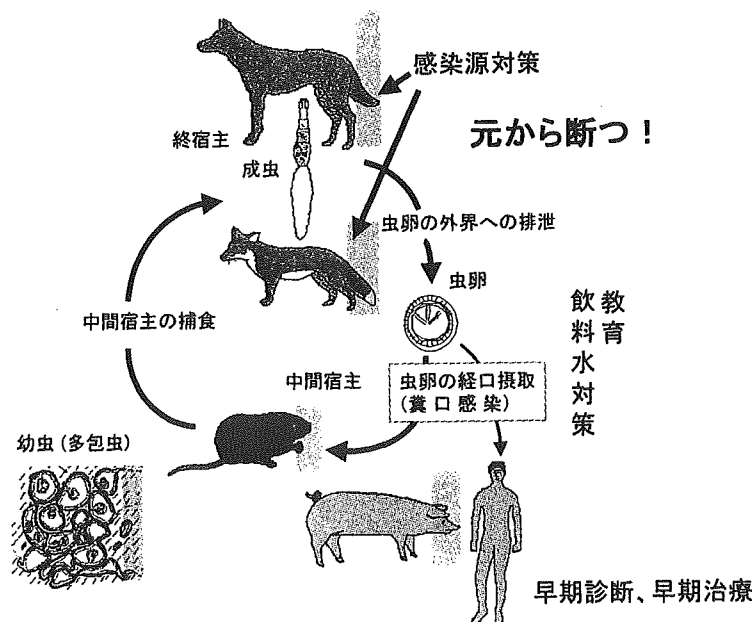 感染源対策
元から断つ！
終宿主
成虫
虫卵の外界への排泄
虫卵
教育
飲料水対策
中間宿主の捕食
中間宿主
虫卵の経口摂取
(糞口感染)
幼虫(多包虫)
早期診断、早期治療